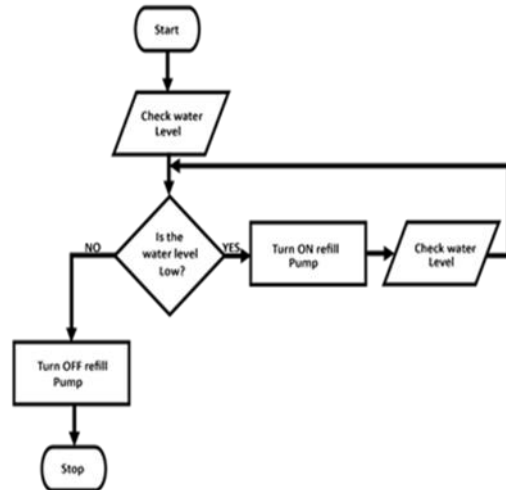 Start
Check water
Level
Is the
water level
Low?
NO
YES
Turn ON refill
Pump
Check water
Level
Turn OFF refill
Pump
Stop